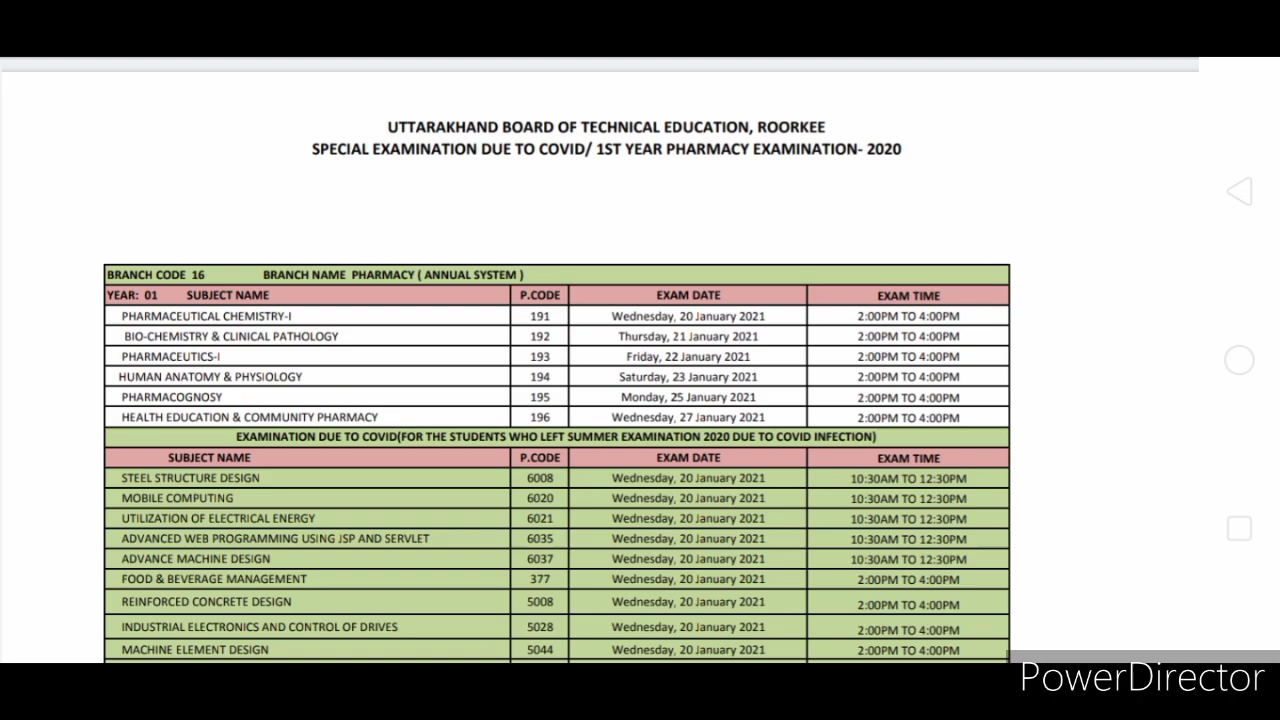 UTTARAKHAND BOARD OF TECHNICAL EDUCATION, ROORKEE
SPECIAL EXAMINATION DUE TO COVID/ 1ST YEAR PHARMACY EXAMINATION- 2020
BRANCH CODE 16 BRANCH NAME PHARMACY ( ANNUAL SYSTEM )
YEAR: 01 SUBJECT NAME P.CODE EXAM DATE EXAM TIME
PHARMACEUTICAL CHEMISTRY-I 191 Wednesday, 20 January 2021 2:00PM TO 4:00PM
BIO-CHEMISTRY & CLINICAL PATHOLOGY 192 Thursday, 21 January 2021 2:00PM TO 4:00PM
PHARMACEUTICS-I 193 Friday, 22 January 2021 2:00PM TO 4:00PM
HUMAN ANATOMY & PHYSIOLOGY 194 Saturday, 23 January 2021 2:00PM TO 4:00PM
PHARMACOGNOSY 195 Monday, 25 January 2021 2:00PM TO 4:00PM
HEALTH EDUCATION & COMMUNITY PHARMACY 196 Wednesday, 27 January 2021 2:00PM TO 4:00PM
EXAMINATION DUE TO COVID(FOR THE STUDENTS WHO LEFT SUMMER EXAMINATION 2020 DUE TO COVID INFECTION)
SUBJECT NAME P.CODE EXAM DATE EXAM TIME
STEEL STRUCTURE DESIGN 6008 Wednesday, 20 January 2021 10:30AM TO 12:30PM
MOBILE COMPUTING 6020 Wednesday, 20 January 2021 10:30AM TO 12:30PM
UTILIZATION OF ELECTRICAL ENERGY 6021 Wednesday, 20 January 2021 10:30AM TO 12:30PM
ADVANCED WEB PROGRAMMING USING JSP AND SERVLET 6035 Wednesday, 20 January 2021 10:30AM TO 12:30PM
ADVANCE MACHINE DESIGN 6037 Wednesday, 20 January 2021 10:30AM TO 12:30PM
FOOD & BEVERAGE MANAGEMENT 377 Wednesday, 20 January 2021 2:00PM TO 4:00PM
REINFORCED CONCRETE DESIGN 5008 Wednesday, 20 January 2021 2:00PM TO 4:00PM
INDUSTRIAL ELECTRONICS AND CONTROL OF DRIVES 5028 Wednesday, 20 January 2021 2:00PM TO 4:00PM
MACHINE ELEMENT DESIGN 5044 Wednesday, 20 January 2021 2:00PM TO 4:00PM
PowerDirector